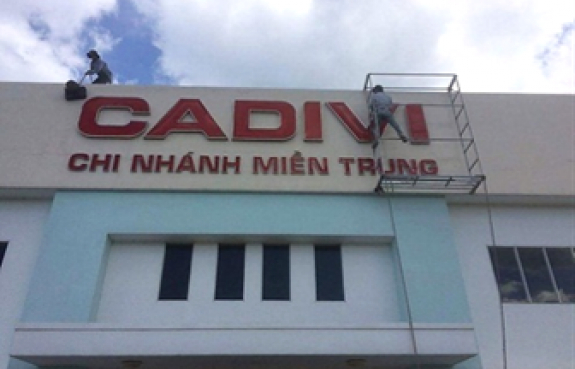 CADIVI
CHI NHÁNH MIỀN TRUNG